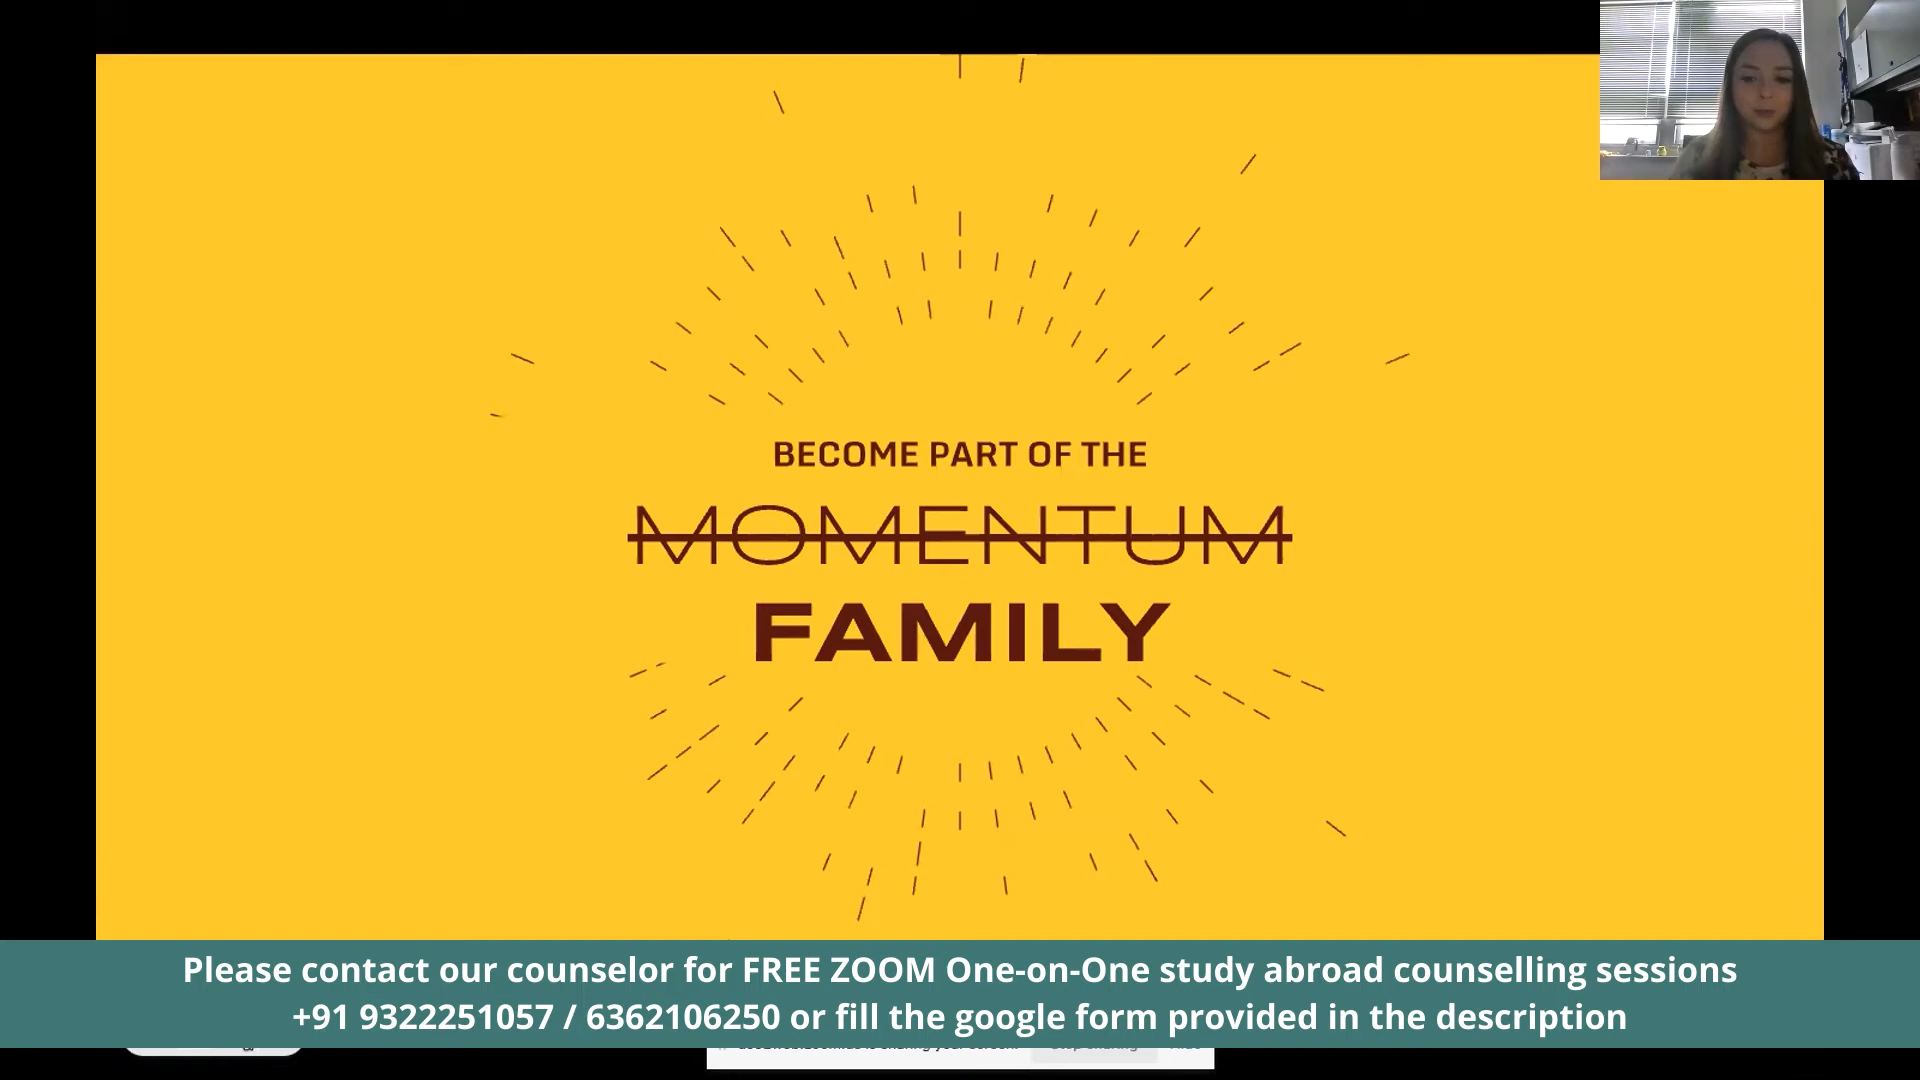 BECOME PART OF THE
MOMENTUM
FAMILY
Please contact our counselor for FREE ZOOM One-on-One study abroad counselling sessions
+91 9322251057 / 6362106250 or fill the google form provided in the description